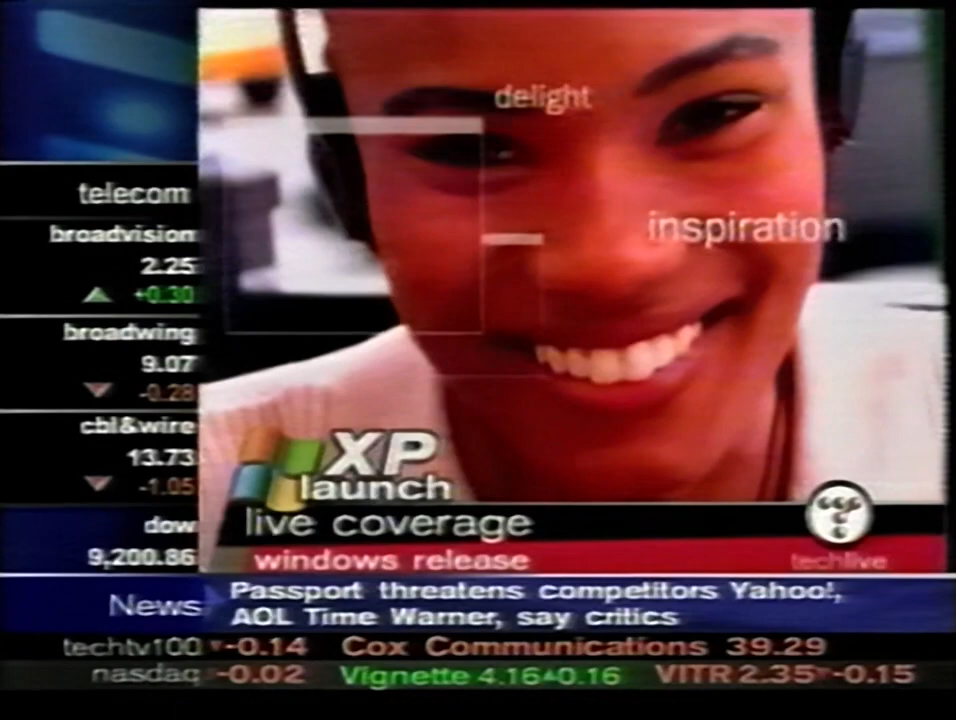 delight
inspiration
telecom
broadvision
2.25
+0.30
broadwing
9.07
-0.28
cbl&wire
13.73
-1.05
dow
9,200.86
XP
launch
live coverage
windows release
techlive
News
Passport threatens competitors Yahoo!,
AOL Time Warner, say critics
techtv100 -0.14 Cox Communications 39.29
nasdaq -0.02 Vignette 4.16 0.16 VITR 2.35 -0.15